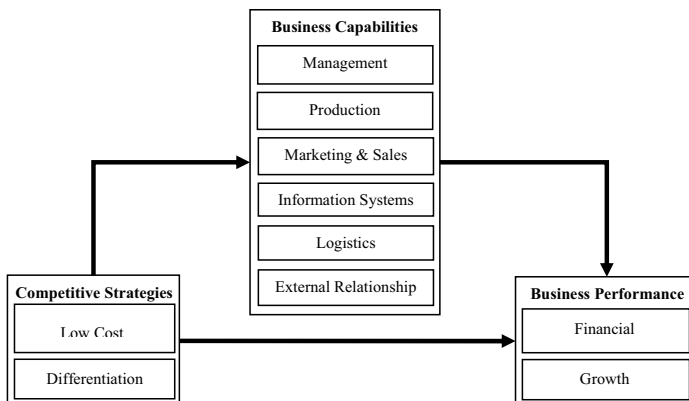 Business Capabilities
Management
Production
Marketing & Sales
Information Systems
Logistics
External Relationship
Competitive Strategies
Low Cost
Differentiation
Business Performance
Financial
Growth